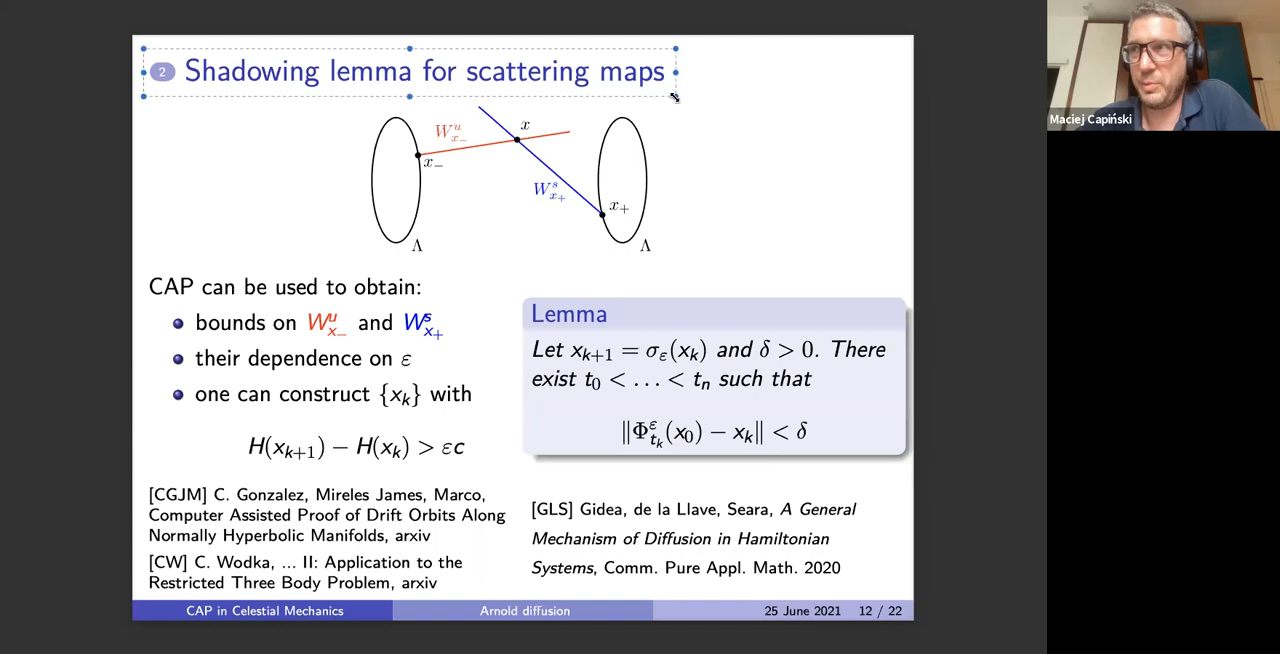 2 Shadowing lemma for scattering maps
W^u_{x_-}
x
x_-
W^s_{x_+}
x_+
Λ
Λ
CAP can be used to obtain:
bounds on W^u_{x_-} and W^s_{x_+}
their dependence on ε
one can construct {x_k} with
H(x_{k+1}) − H(x_k) > εc
[CGJM] C. Gonzalez, Mireles James, Marco,
Computer Assisted Proof of Drift Orbits Along
Normally Hyperbolic Manifolds, arxiv
[CW] C. Wodka, ... II: Application to the
Restricted Three Body Problem, arxiv
Lemma
Let x_{k+1} = σ_ε(x_k) and δ > 0. There
exist t_0 < … < t_n such that
‖Φ^ε_{t_k}(x_0) − x_k‖ < δ
[GLS] Gidea, de la Llave, Seara, A General
Mechanism of Diffusion in Hamiltonian
Systems, Comm. Pure Appl. Math. 2020
CAP in Celestial Mechanics
Arnold diffusion
25 June 2021 12 / 22
Maciej Capiński